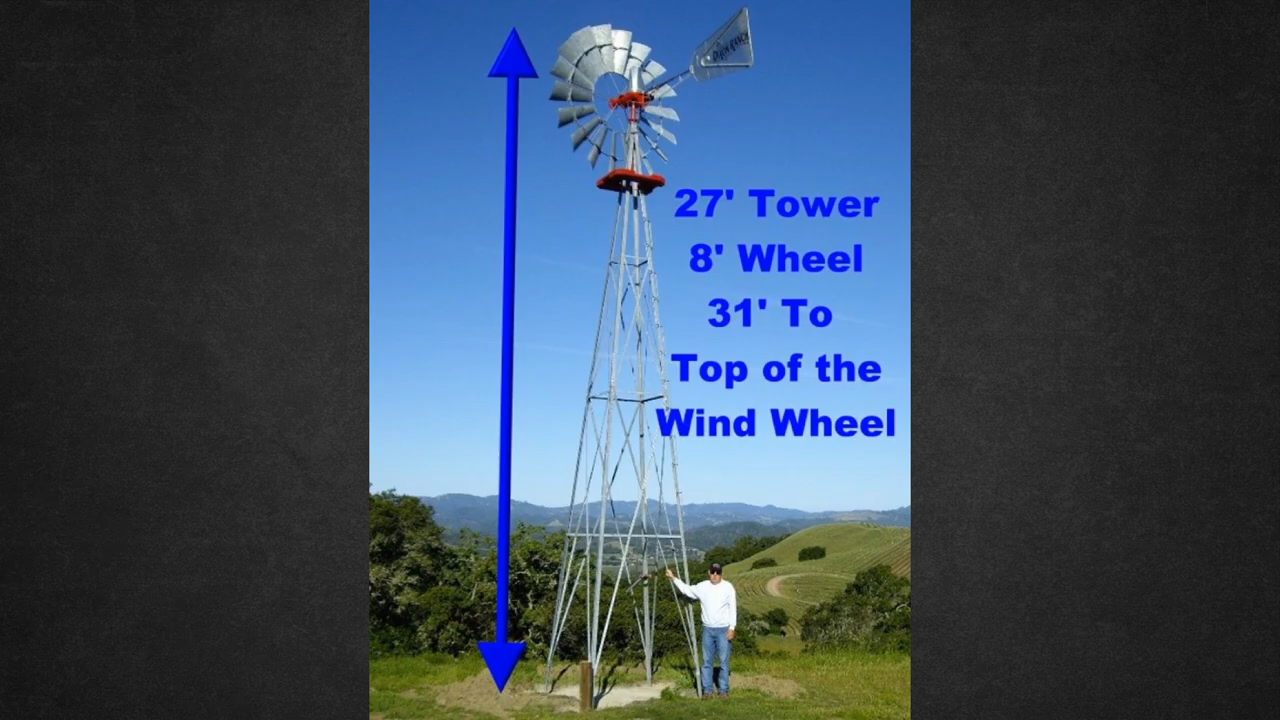 27' Tower
8' Wheel
31' To
Top of the
Wind Wheel